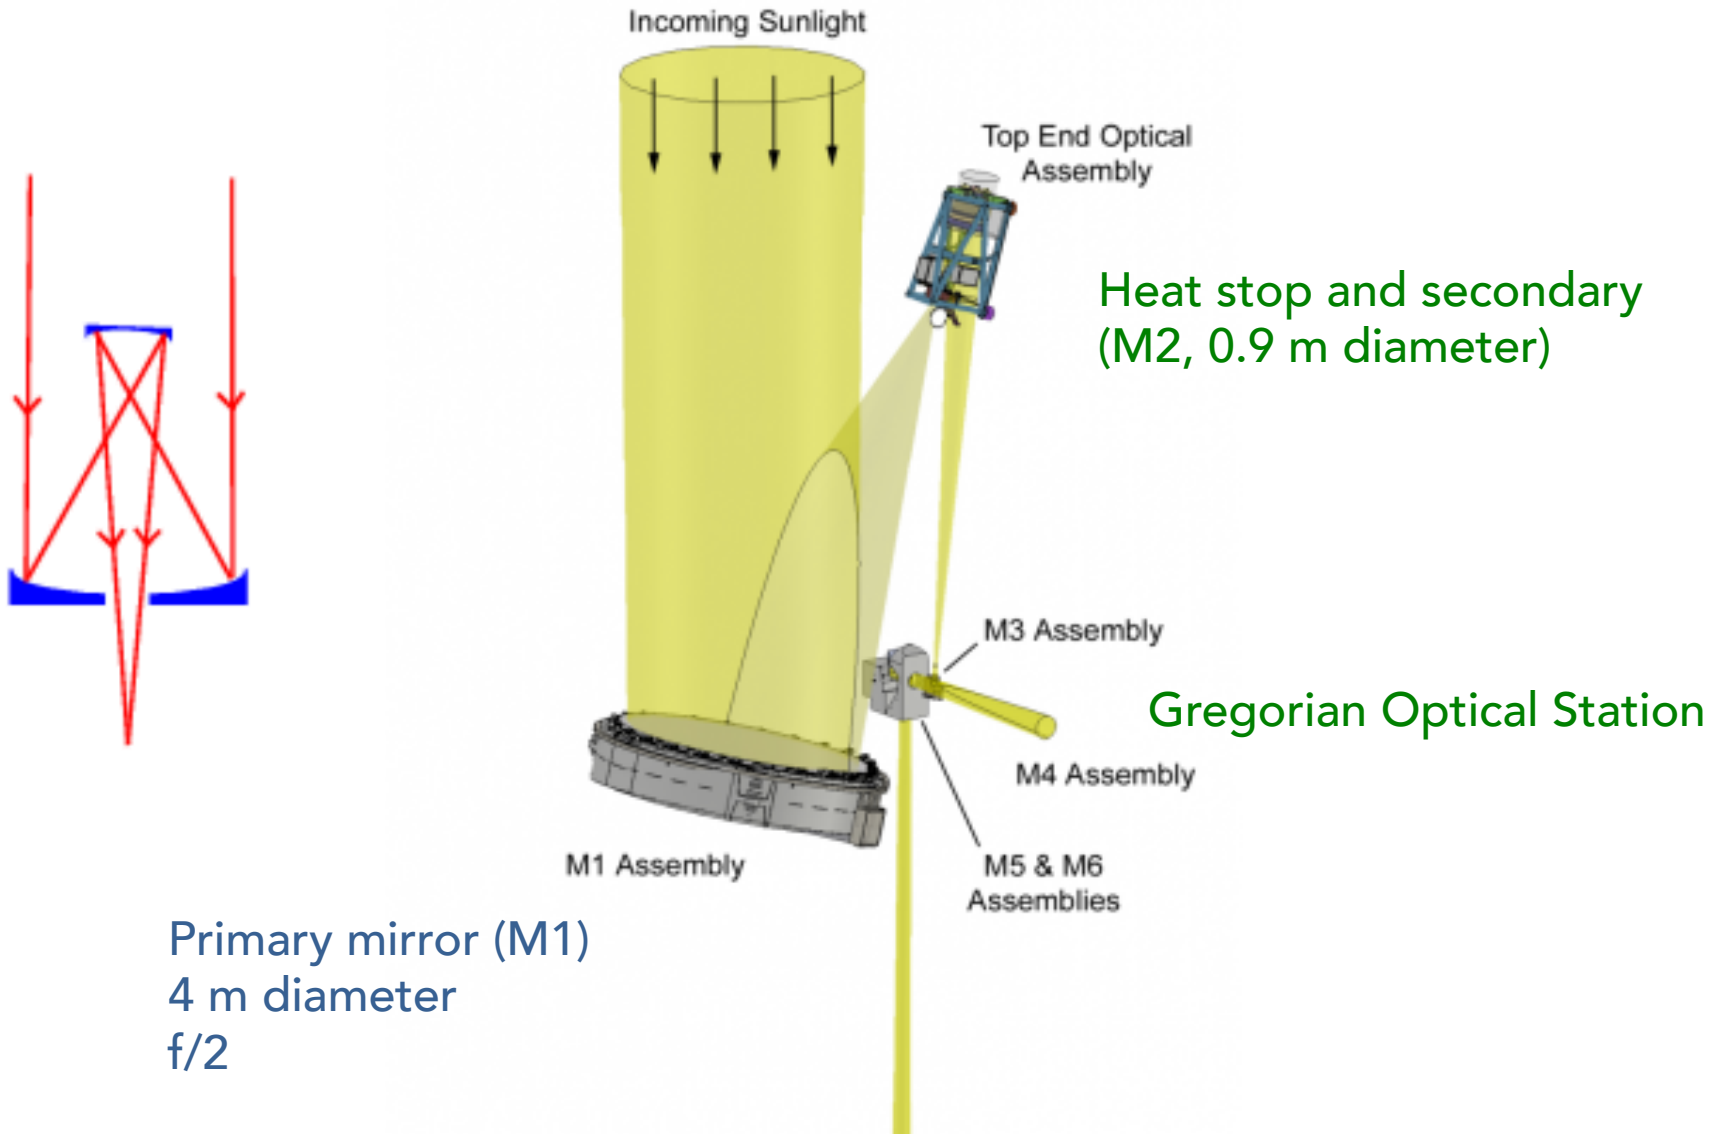 Incoming Sunlight
Top End Optical
Assembly
Heat stop and secondary
(M2, 0.9 m diameter)
M3 Assembly
Gregorian Optical Station
M4 Assembly
M1 Assembly
M5 & M6
Assemblies
Primary mirror (M1)
4 m diameter
f/2